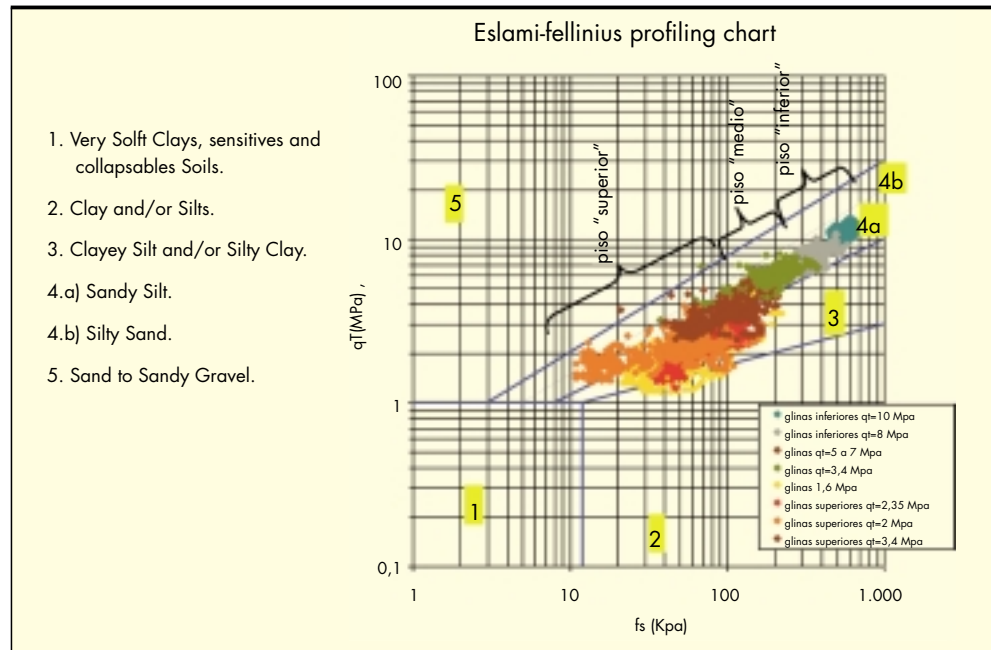 Eslami-fellinius profiling chart
1. Very Solft Clays, sensitives and
collapsables Soils.
2. Clay and/or Silts.
3. Clayey Silt and/or Silty Clay.
4.a) Sandy Silt.
4.b) Silty Sand.
5. Sand to Sandy Gravel.
qT(MPa) ,
100
10
1
0,1
piso "superior"
piso "medio"
piso "inferior"
5
4b
4a
3
1
2
glinas inferiores qt=10 Mpa
glinas inferiores qt=8 Mpa
glinas qt=5 a 7 Mpa
glinas qt=3,4 Mpa
glinas 1,6 Mpa
glinas superiores qt=2,35 Mpa
glinas superiores qt=2 Mpa
glinas superiores qt=3,4 Mpa
1
10
100
1.000
fs (Kpa)